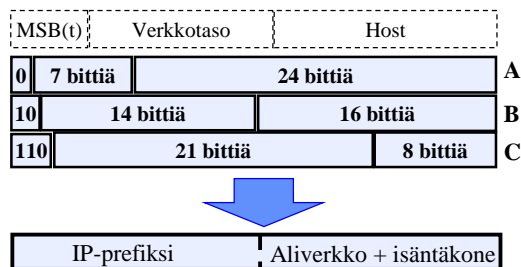 MSB(t) Verkkotaso Host
0 7 bittiä 24 bittiä A
10 14 bittiä 16 bittiä B
110 21 bittiä 8 bittiä C
IP-prefiksi Aliverkko + isäntäkone